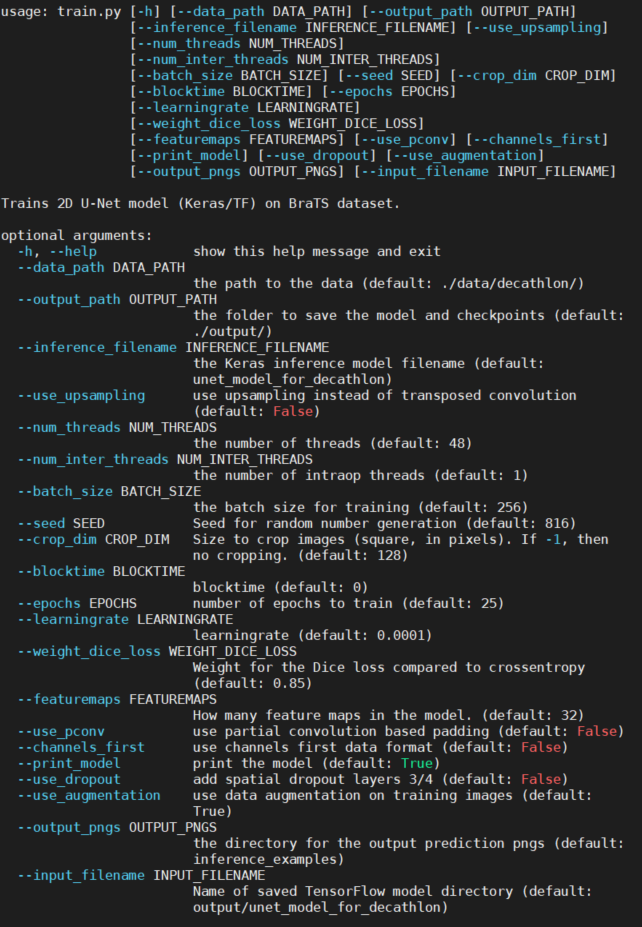 usage: train.py [-h] [--data_path DATA_PATH] [--output_path OUTPUT_PATH]
                [--inference_filename INFERENCE_FILENAME] [--use_upsampling]
                [--num_threads NUM_THREADS]
                [--num_inter_threads NUM_INTER_THREADS]
                [--batch_size BATCH_SIZE] [--seed SEED] [--crop_dim CROP_DIM]
                [--blocktime BLOCKTIME] [--epochs EPOCHS]
                [--learningrate LEARNINGRATE]
                [--weight_dice_loss WEIGHT_DICE_LOSS]
                [--featuremaps FEATUREMAPS] [--use_pconv] [--channels_first]
                [--print_model] [--use_dropout] [--use_augmentation]
                [--output_pngs OUTPUT_PNGS] [--input_filename INPUT_FILENAME]

Trains 2D U-Net model (Keras/TF) on BraTS dataset.

optional arguments:
  -h, --help            show this help message and exit
  --data_path DATA_PATH
                        the path to the data (default: ./data/decathlon/)
  --output_path OUTPUT_PATH
                        the folder to save the model and checkpoints (default:
                        ./output/)
  --inference_filename INFERENCE_FILENAME
                        the Keras inference model filename (default:
                        unet_model_for_decathlon)
  --use_upsampling      use upsampling instead of transposed convolution
                        (default: False)
  --num_threads NUM_THREADS
                        the number of threads (default: 48)
  --num_inter_threads NUM_INTER_THREADS
                        the number of intraop threads (default: 1)
  --batch_size BATCH_SIZE
                        the batch size for training (default: 256)
  --seed SEED           Seed for random number generation (default: 816)
  --crop_dim CROP_DIM   Size to crop images (square, in pixels). If -1, then
                        no cropping. (default: 128)
  --blocktime BLOCKTIME
                        blocktime (default: 0)
  --epochs EPOCHS       number of epochs to train (default: 25)
  --learningrate LEARNINGRATE
                        learningrate (default: 0.0001)
  --weight_dice_loss WEIGHT_DICE_LOSS
                        Weight for the Dice loss compared to crossentropy
                        (default: 0.85)
  --featuremaps FEATUREMAPS
                        How many feature maps in the model. (default: 32)
  --use_pconv           use partial convolution based padding (default: False)
  --channels_first      use channels first data format (default: False)
  --print_model         print the model (default: True)
  --use_dropout         add spatial dropout layers 3/4 (default: False)
  --use_augmentation    use data augmentation on training images (default:
                        True)
  --output_pngs OUTPUT_PNGS
                        the directory for the output prediction pngs (default:
                        inference_examples)
  --input_filename INPUT_FILENAME
                        Name of saved TensorFlow model directory (default:
                        output/unet_model_for_decathlon)